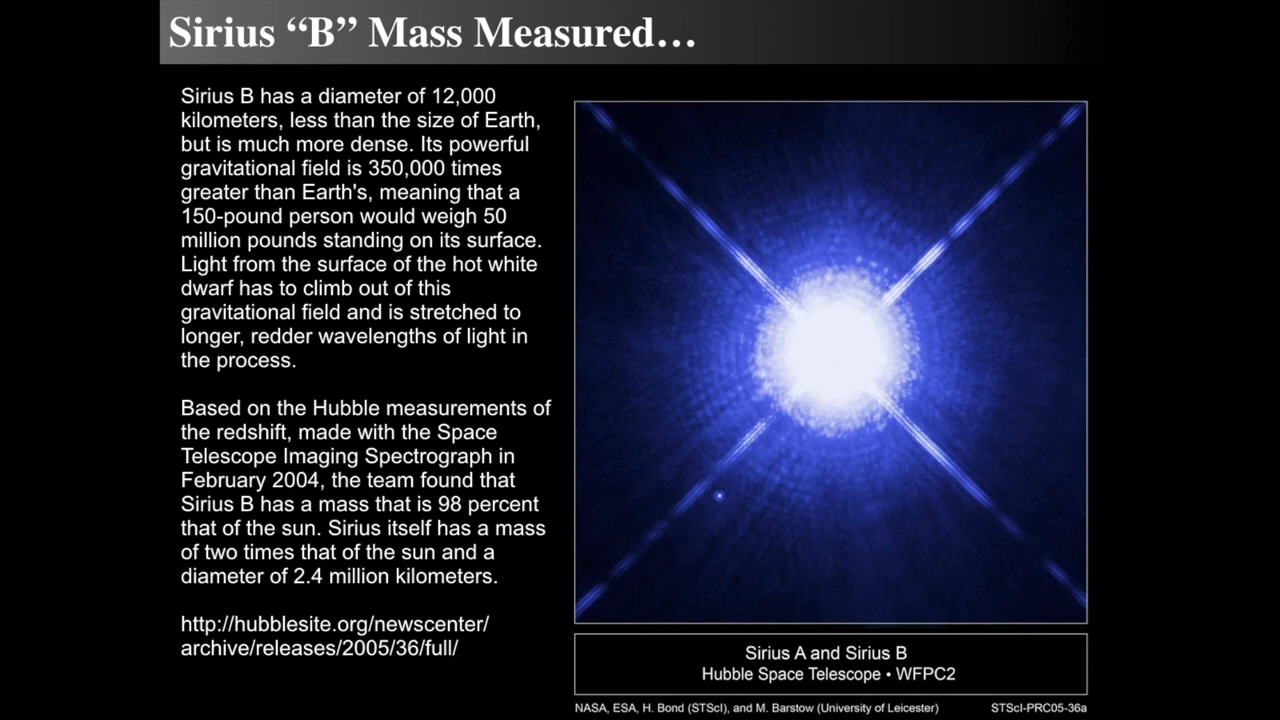 Sirius “B” Mass Measured…
Sirius B has a diameter of 12,000
kilometers, less than the size of Earth,
but is much more dense. Its powerful
gravitational field is 350,000 times
greater than Earth's, meaning that a
150-pound person would weigh 50
million pounds standing on its surface.
Light from the surface of the hot white
dwarf has to climb out of this
gravitational field and is stretched to
longer, redder wavelengths of light in
the process.
Based on the Hubble measurements of
the redshift, made with the Space
Telescope Imaging Spectrograph in
February 2004, the team found that
Sirius B has a mass that is 98 percent
that of the sun. Sirius itself has a mass
of two times that of the sun and a
diameter of 2.4 million kilometers.
http://hubblesite.org/newscenter/
archive/releases/2005/36/full/
Sirius A and Sirius B
Hubble Space Telescope • WFPC2
NASA, ESA, H. Bond (STScI), and M. Barstow (University of Leicester) STScI-PRC05-36a